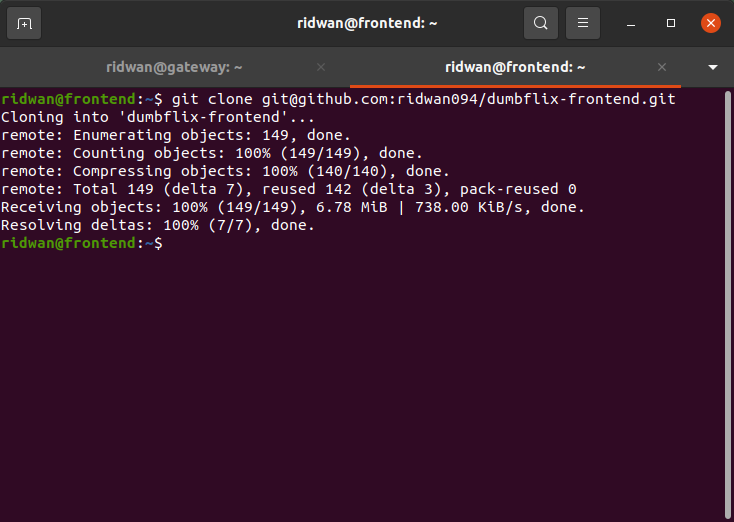 ridwan@frontend: ~
ridwan@gateway: ~
ridwan@frontend: ~
ridwan@frontend:~$ git clone git@github.com:ridwan094/dumbflix-frontend.git
Cloning into 'dumbflix-frontend'...
remote: Enumerating objects: 149, done.
remote: Counting objects: 100% (149/149), done.
remote: Compressing objects: 100% (140/140), done.
remote: Total 149 (delta 7), reused 142 (delta 3), pack-reused 0
Receiving objects: 100% (149/149), 6.78 MiB | 738.00 KiB/s, done.
Resolving deltas: 100% (7/7), done.
ridwan@frontend:~$